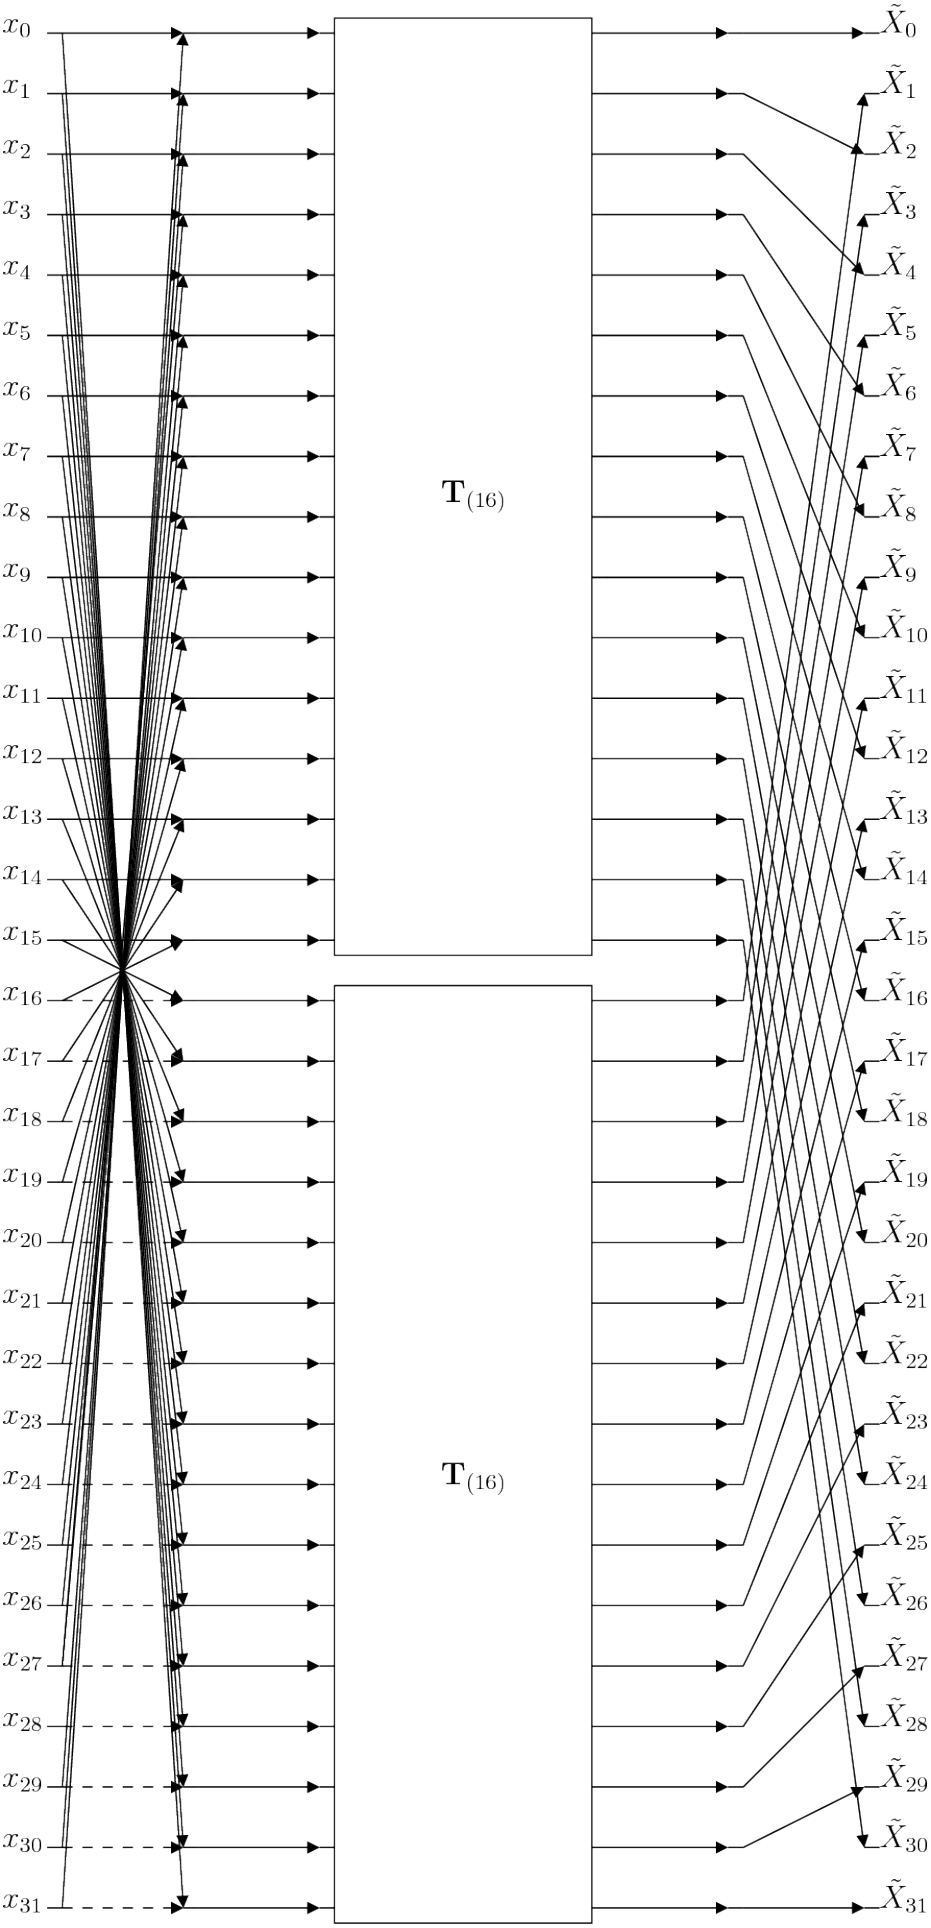 x0 X̃0
x1 X̃1
x2 X̃2
x3 X̃3
x4 X̃4
x5 X̃5
x6 X̃6
x7 X̃7
T(16)
x8 X̃8
x9 X̃9
x10 X̃10
x11 X̃11
x12 X̃12
x13 X̃13
x14 X̃14
x15 X̃15
x16 X̃16
x17 X̃17
x18 X̃18
x19 X̃19
x20 X̃20
x21 X̃21
x22 X̃22
x23 X̃23
T(16)
x24 X̃24
x25 X̃25
x26 X̃26
x27 X̃27
x28 X̃28
x29 X̃29
x30 X̃30
x31 X̃31